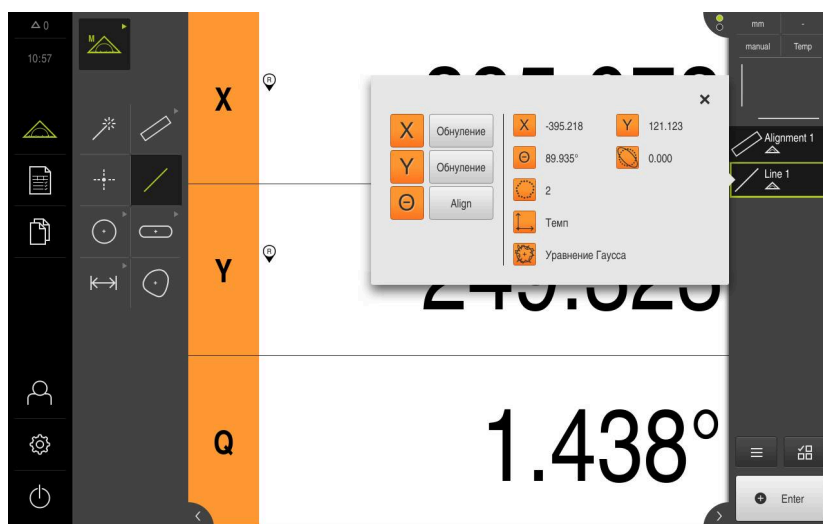 0
10:57
M
X
R
Y
R
Q
1.438°
X Обнуление
Y Обнуление
Θ Align
X -395.218 Y 121.123
Θ 89.935° 0.000
2
Темп
Уравнение Гаусса
mm -
manual Temp
Alignment 1
Line 1
Enter